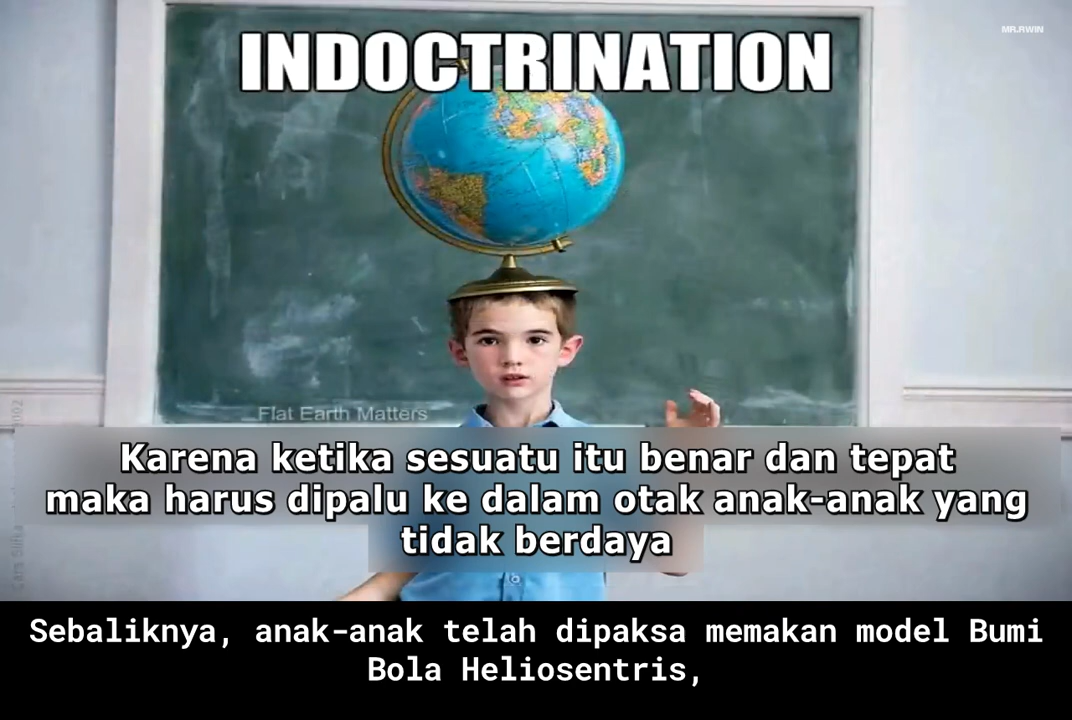 MR.RWIN
INDOCTRINATION
Flat Earth Matters
Karena ketika sesuatu itu benar dan tepat
maka harus dipalu ke dalam otak anak-anak yang
tidak berdaya
Sebaliknya, anak-anak telah dipaksa memakan model Bumi
Bola Heliosentris,